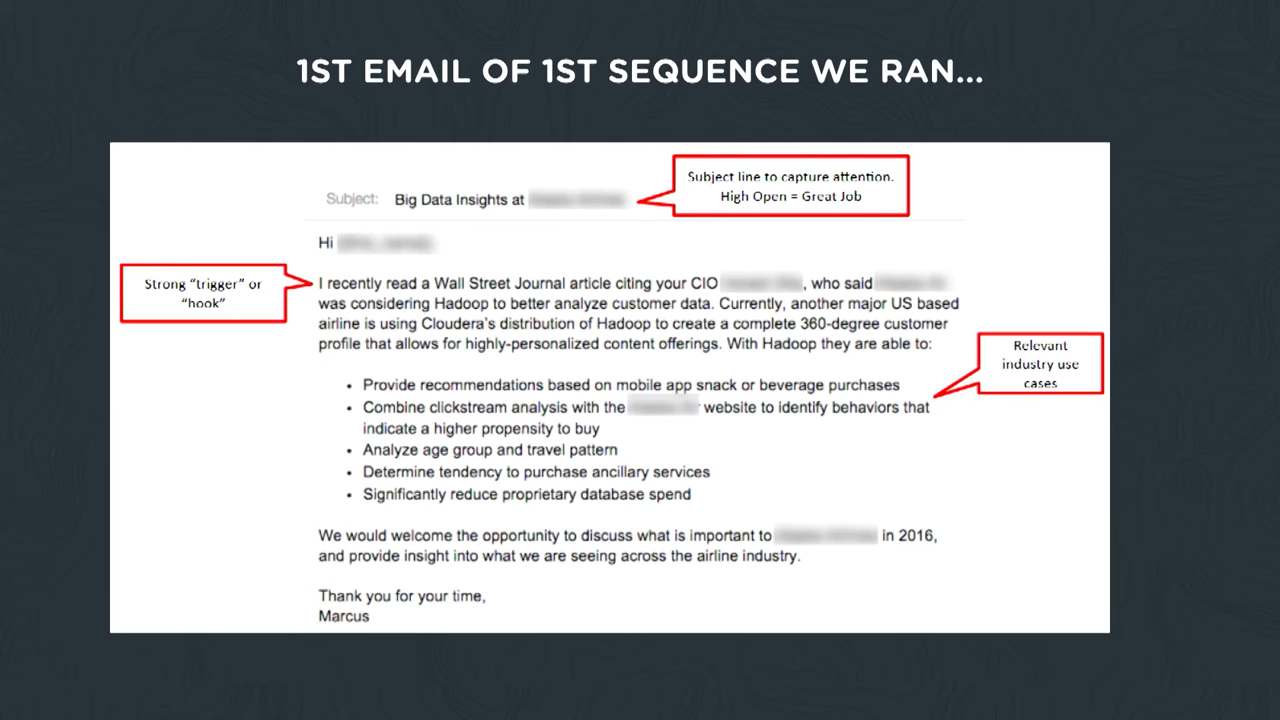 1ST EMAIL OF 1ST SEQUENCE WE RAN...
Subject line to capture attention.
High Open = Great Job
Subject: Big Data Insights at
Hi
Strong “trigger” or
“hook”
I recently read a Wall Street Journal article citing your CIO , who said
was considering Hadoop to better analyze customer data. Currently, another major US based
airline is using Cloudera's distribution of Hadoop to create a complete 360-degree customer
profile that allows for highly-personalized content offerings. With Hadoop they are able to:
Relevant
industry use
cases
• Provide recommendations based on mobile app snack or beverage purchases
• Combine clickstream analysis with the website to identify behaviors that
indicate a higher propensity to buy
• Analyze age group and travel pattern
• Determine tendency to purchase ancillary services
• Significantly reduce proprietary database spend
We would welcome the opportunity to discuss what is important to in 2016,
and provide insight into what we are seeing across the airline industry.
Thank you for your time,
Marcus